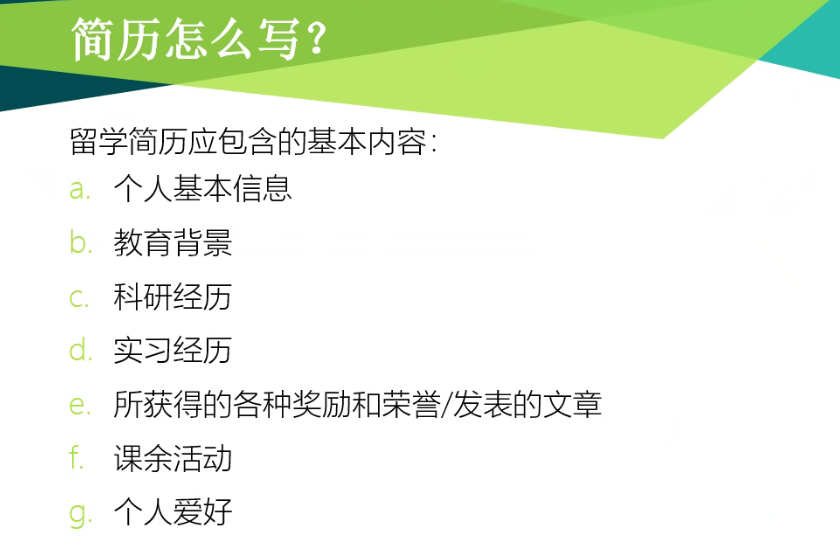 简历怎么写？
留学简历应包含的基本内容：
a. 个人基本信息
b. 教育背景
c. 科研经历
d. 实习经历
e. 所获得的各种奖励和荣誉/发表的文章
f. 课余活动
g. 个人爱好